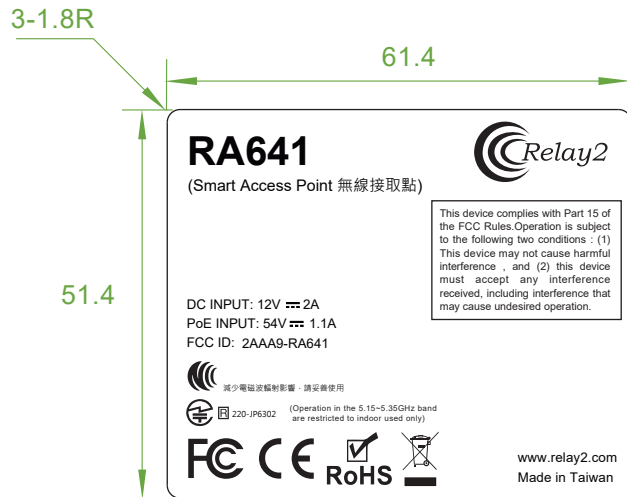 3-1.8R
61.4
51.4
RA641
(Smart Access Point 無線接取點)
Relay2
This device complies with Part 15 of
the FCC Rules.Operation is subject
to the following two conditions : (1)
This device may not cause harmful
interference , and (2) this device
must accept any interference
received, including interference that
may cause undesired operation.
DC INPUT: 12V ⎓ 2A
PoE INPUT: 54V ⎓ 1.1A
FCC ID: 2AAA9-RA641
減少電磁波輻射影響，請妥善使用
R 220-JP6302
(Operation in the 5.15~5.35GHz band
are restricted to indoor used only)
FC CE RoHS
www.relay2.com
Made in Taiwan